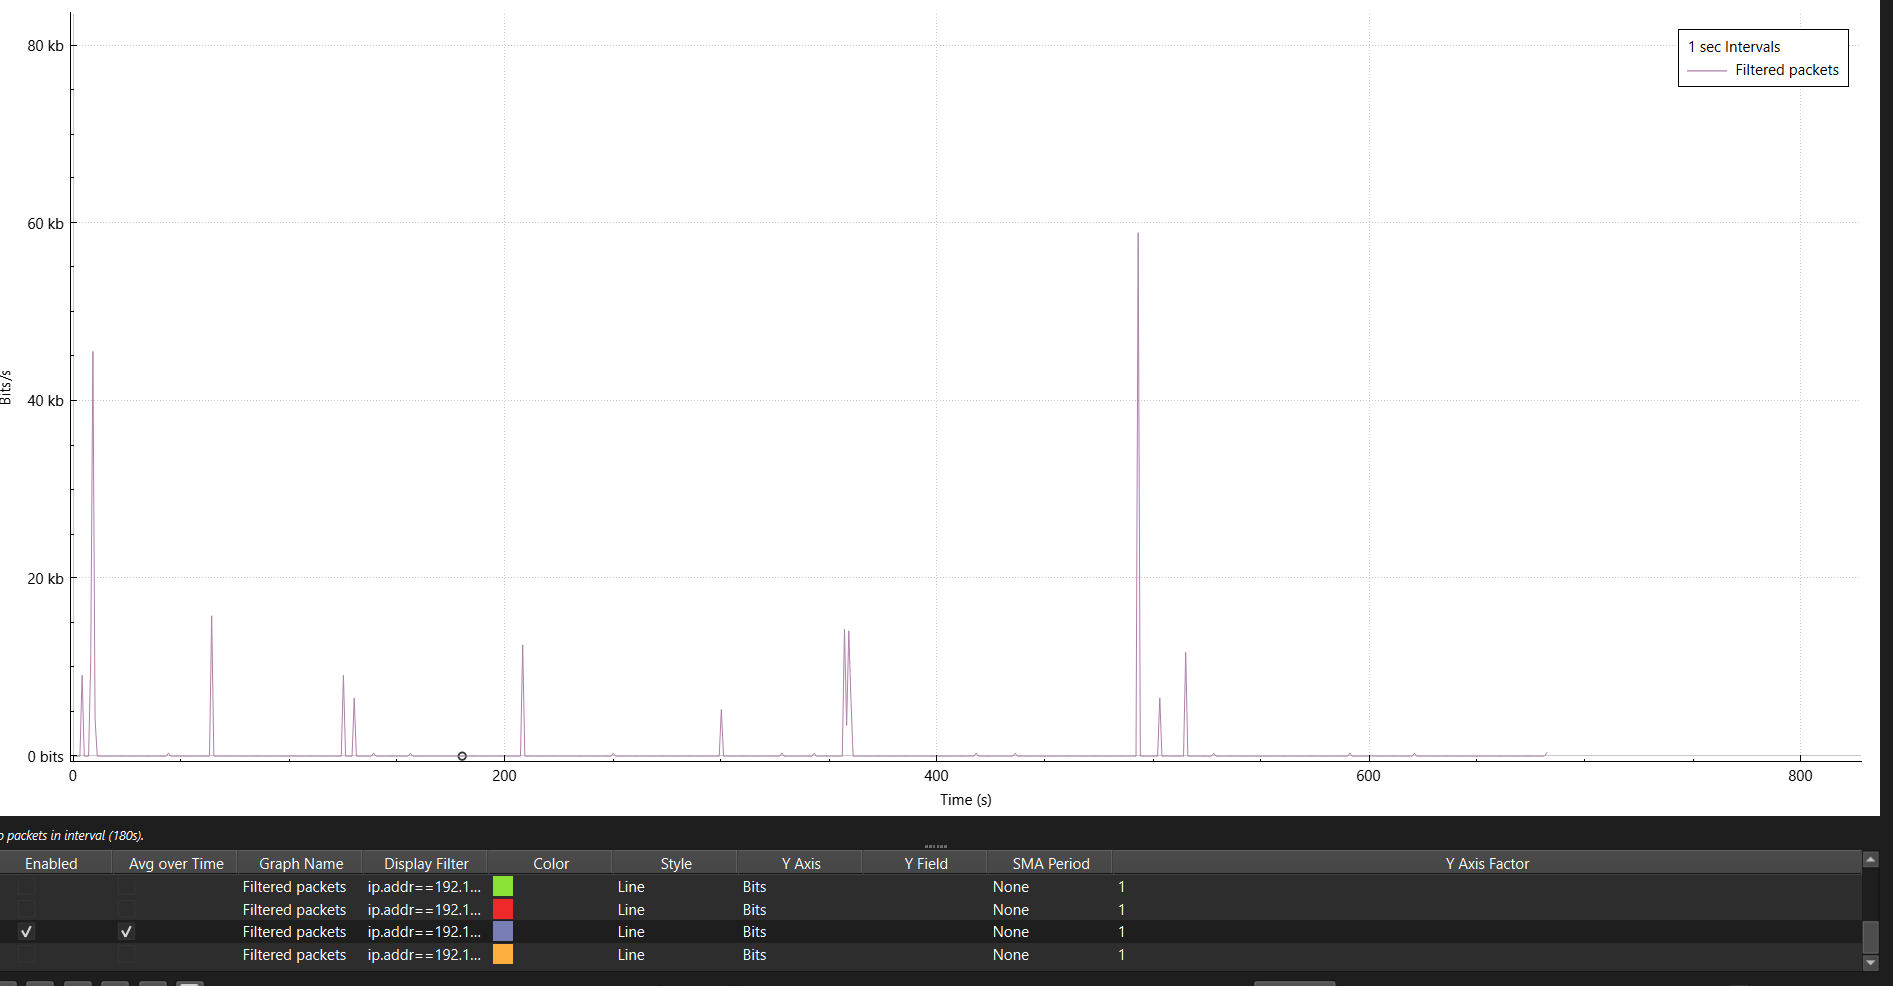 80 kb
1 sec Intervals
Filtered packets
60 kb
Bits/s
40 kb
20 kb
0 bits
0 200 400 600 800
Time (s)
packets in interval (180s).
Enabled Avg over Time Graph Name Display Filter Color Style Y Axis Y Field SMA Period Y Axis Factor
Filtered packets ip.addr==192.1... Line Bits None 1
Filtered packets ip.addr==192.1... Line Bits None 1
Filtered packets ip.addr==192.1... Line Bits None 1
Filtered packets ip.addr==192.1... Line Bits None 1